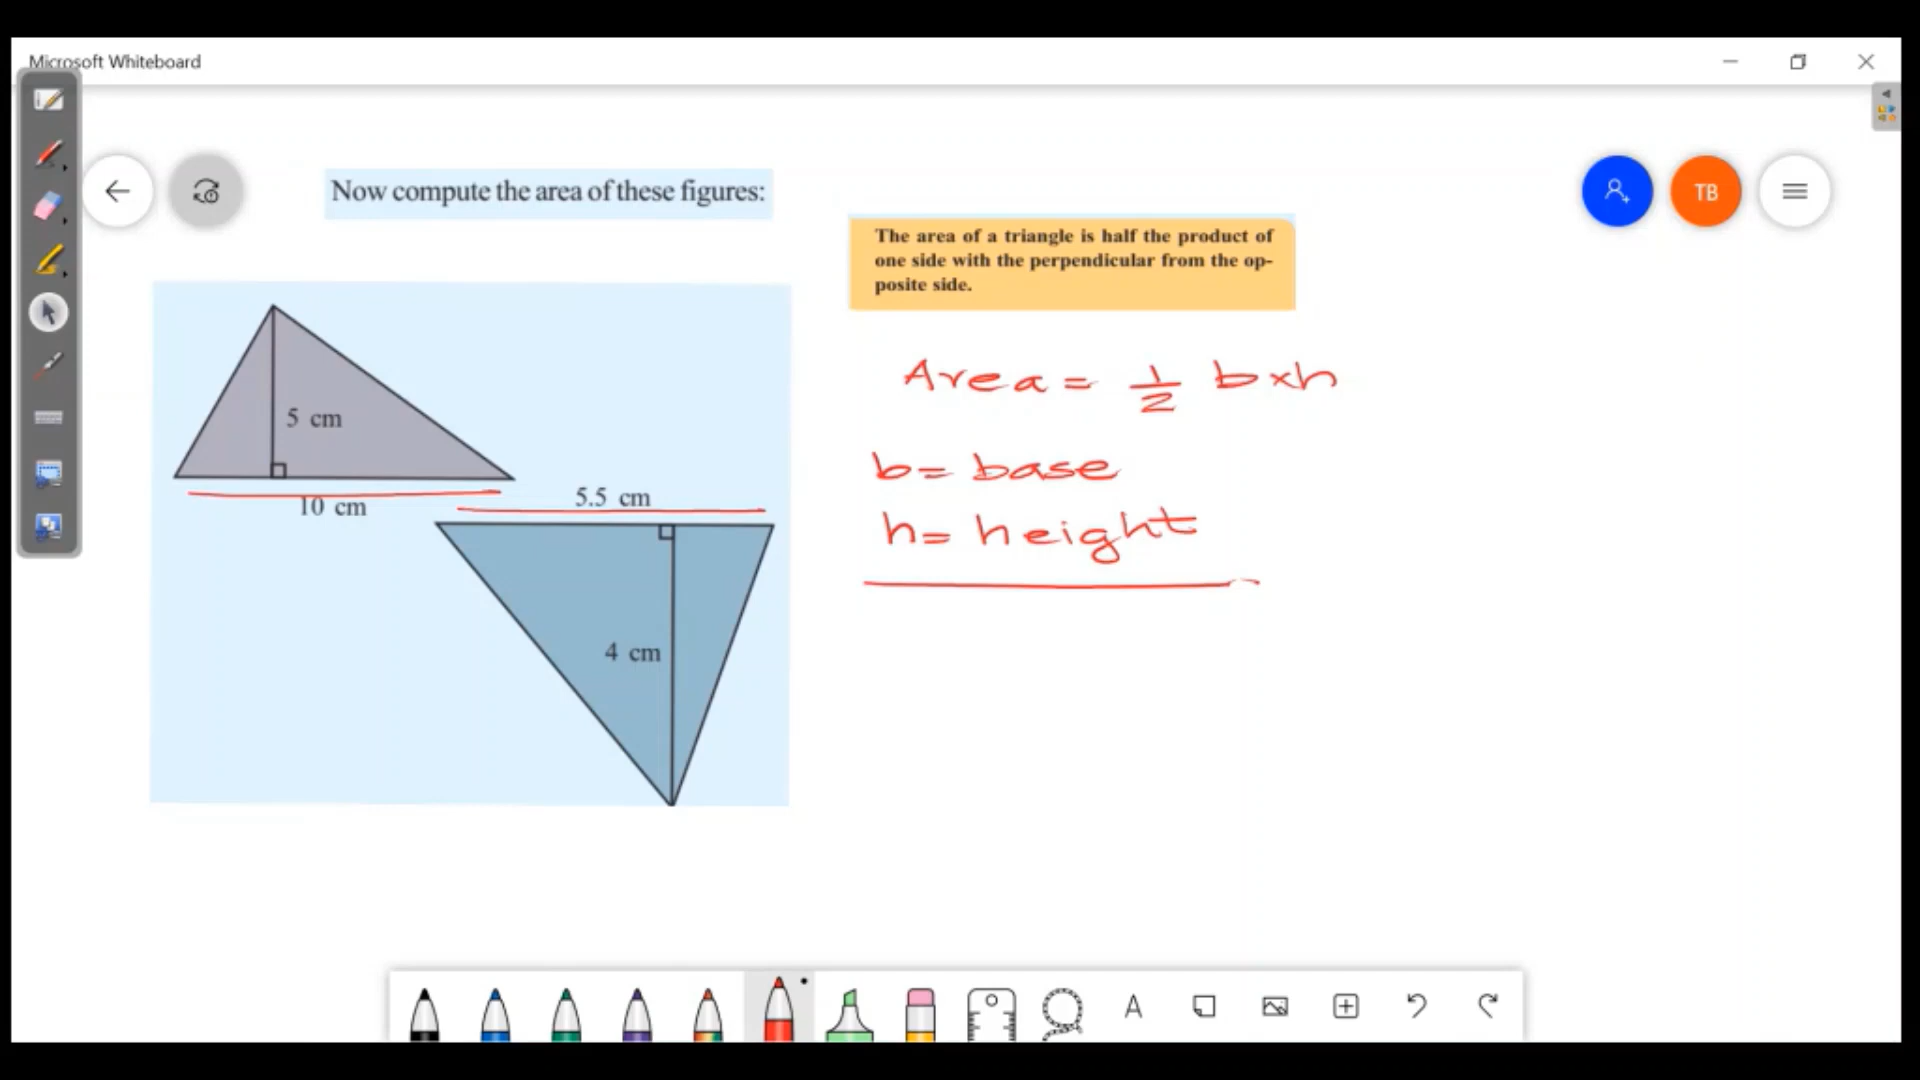 Microsoft Whiteboard
Now compute the area of these figures:
TB
The area of a triangle is half the product of
one side with the perpendicular from the op-
posite side.
5 cm
10 cm
5.5 cm
4 cm
Area = 1/2 b×h
b= base
h= height
A